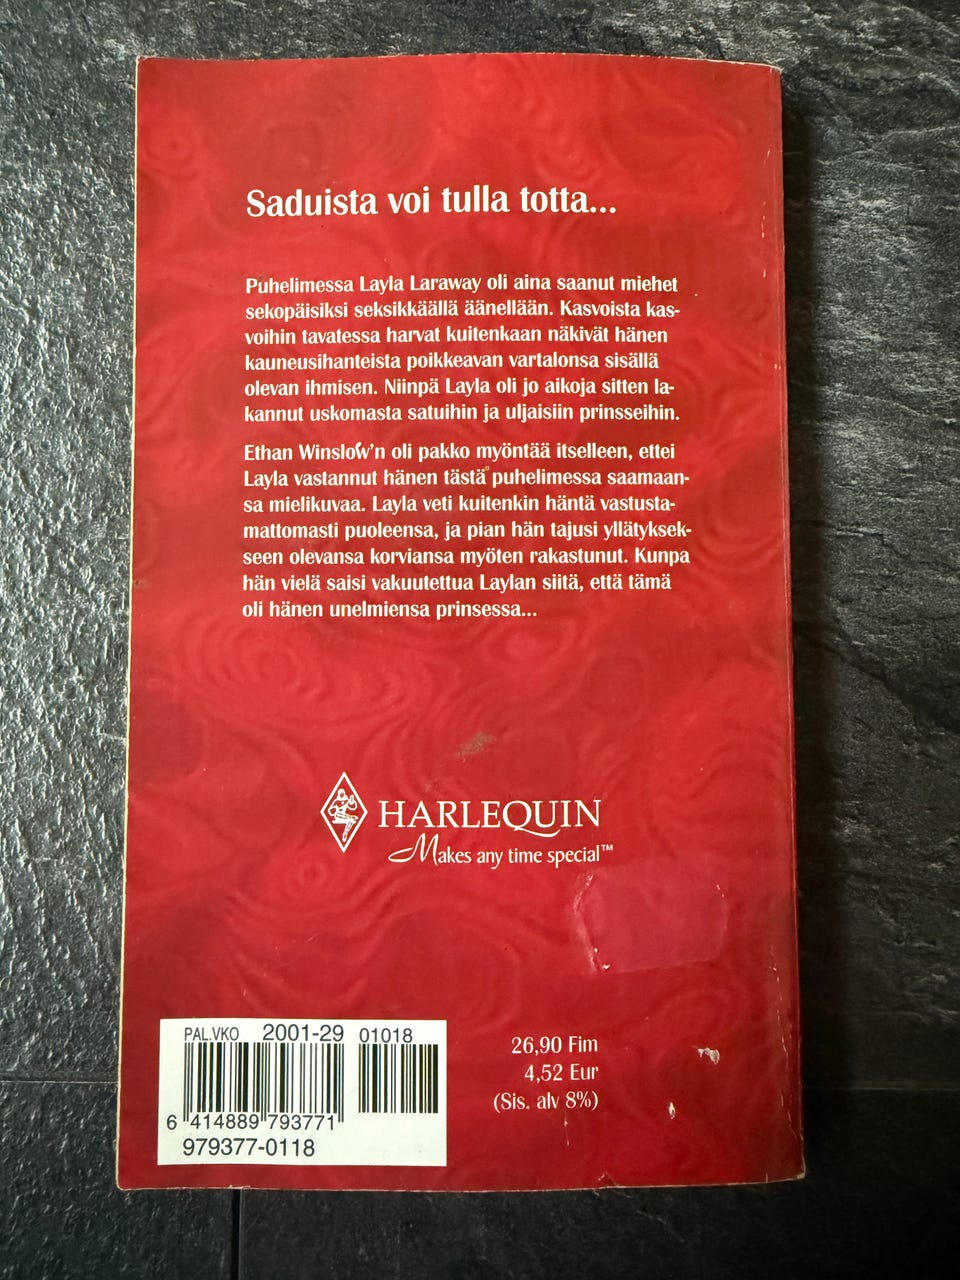 Saduista voi tulla totta...
Puhelimessa Layla Laraway oli aina saanut miehet
sekopäisiksi seksikkäällä äänellään. Kasvoista kas-
voihin tavatessa harvat kuitenkaan näkivät hänen
kauneusihanteista poikkeavan vartalonsa sisällä
olevan ihmisen. Niinpä Layla oli jo aikoja sitten la-
kannut uskomasta satuihin ja uljaisiin prinsseihin.
Ethan Winslow'n oli pakko myöntää itselleen, ettei
Layla vastannut hänen tästä puhelimessa saamaan-
sa mielikuvaa. Layla veti kuitenkin häntä vastusta-
mattomasti puoleensa, ja pian hän tajusi yllätyksek-
seen olevansa korviansa myöten rakastunut. Kunpa
hän vielä saisi vakuutettua Laylan siitä, että tämä
oli hänen unelmiensa prinsessa...
HARLEQUIN
Makes any time special™
PAL.VKO 2001-29 01018
6 414889 793771
979377-0118
26,90 Fim
4,52 Eur
(Sis. alv 8%)